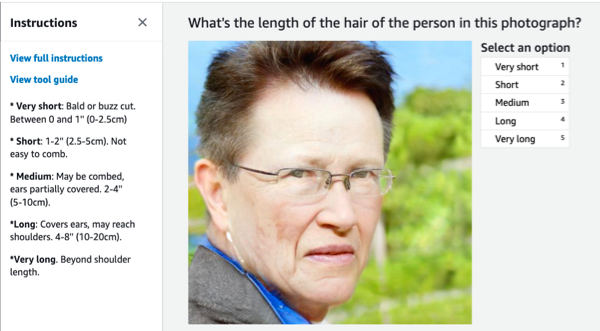 Instructions
What's the length of the hair of the person in this photograph?
View full instructions
View tool guide
* Very short: Bald or buzz cut.
Between 0 and 1" (0-2.5cm)
* Short: 1-2" (2.5-5cm). Not
easy to comb.
* Medium: May be combed,
ears partially covered. 2-4"
(5-10cm).
*Long: Covers ears, may reach
shoulders. 4-8" (10-20cm).
*Very long. Beyond shoulder
length.
Select an option
Very short 1
Short 2
Medium 3
Long 4
Very long 5